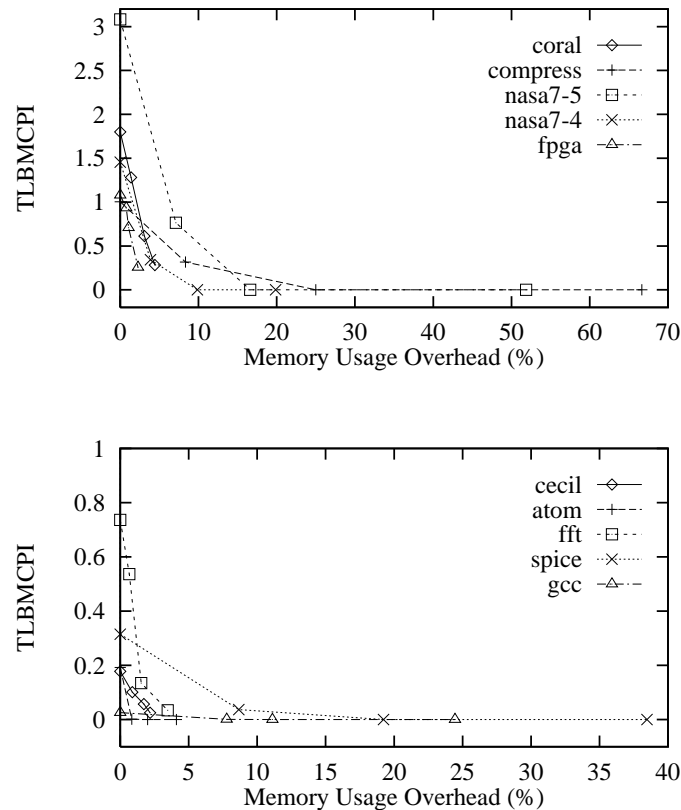 3
2.5
2
1.5
1
0.5
0
TLBMCPI
coral
compress
nasa7-5
nasa7-4
fpga
0 10 20 30 40 50 60 70
Memory Usage Overhead (%)
1
0.8
0.6
0.4
0.2
0
TLBMCPI
cecil
atom
fft
spice
gcc
0 5 10 15 20 25 30 35 40
Memory Usage Overhead (%)